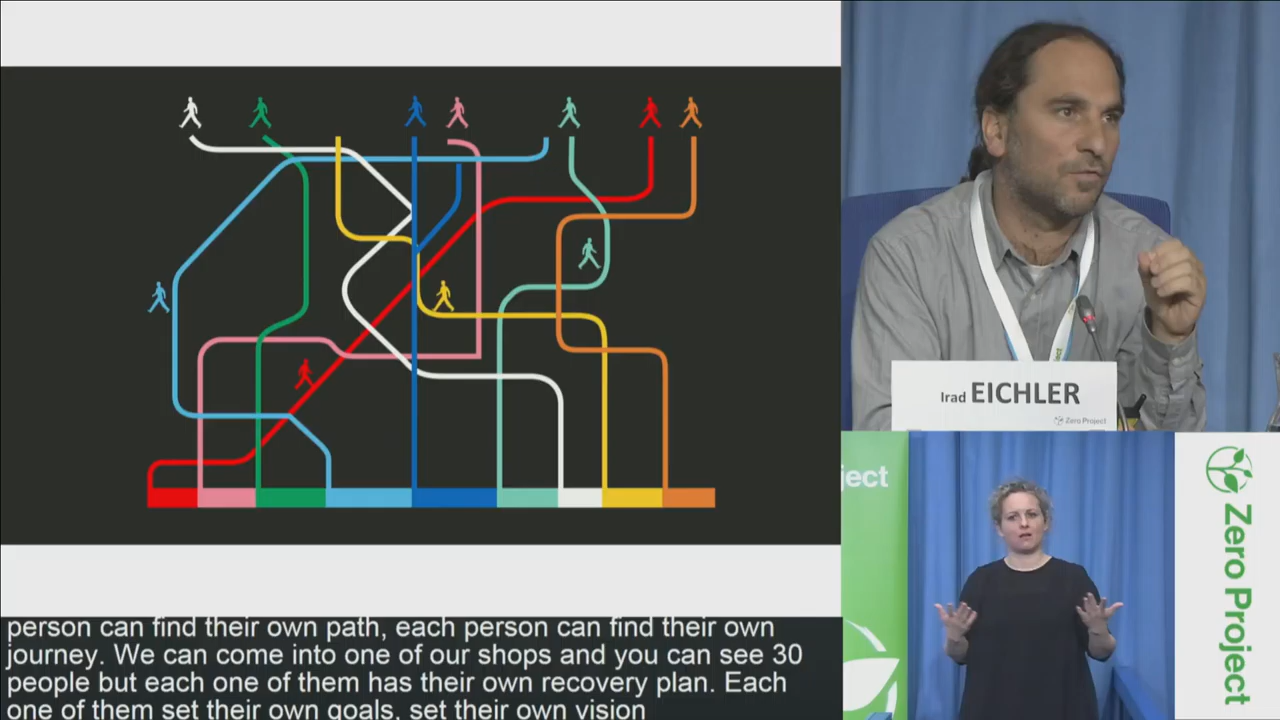 person can find their own path, each person can find their own
journey. We can come into one of our shops and you can see 30
people but each one of them has their own recovery plan. Each
one of them set their own goals, set their own vision
Irad EICHLER
Zero Project
ject
Zero Project